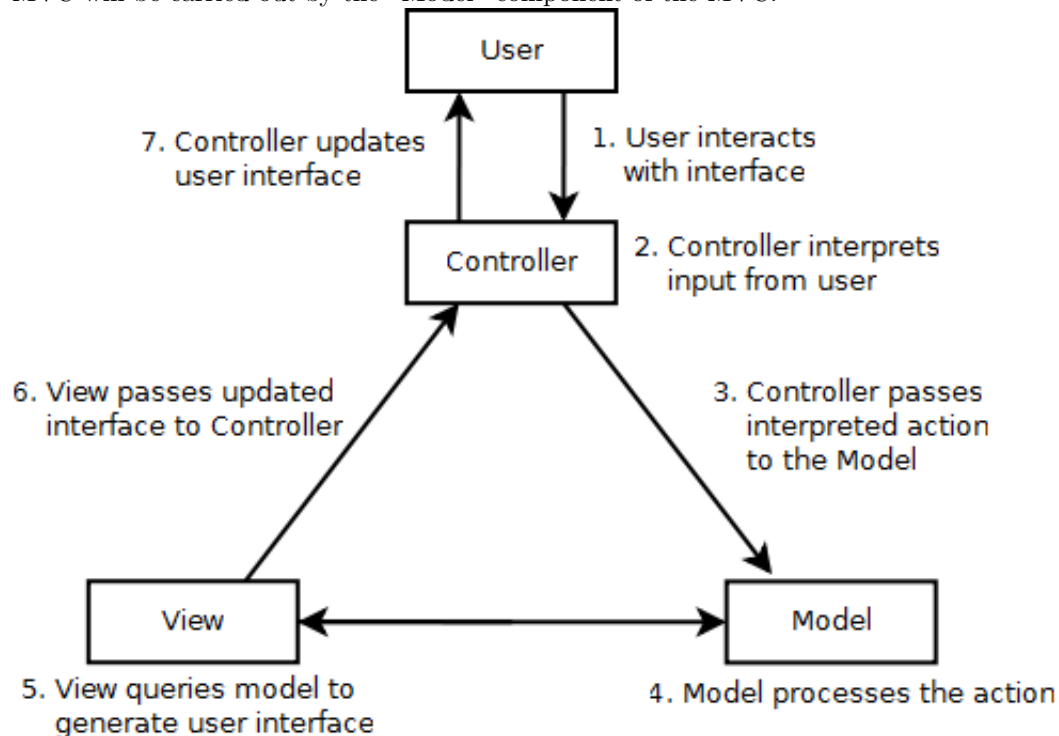 MVC will be carried out by the "Model" component of the MVC.
User
7. Controller updates
user interface
1. User interacts
with interface
Controller
2. Controller interprets
input from user
6. View passes updated
interface to Controller
3. Controller passes
interpreted action
to the Model
View
Model
5. View queries model to
generate user interface
4. Model processes the action